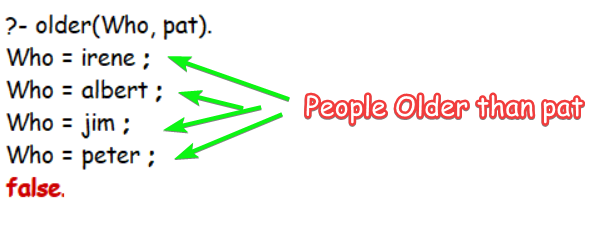 ?- older(Who, pat).
Who = irene ;
Who = albert ;
Who = jim ;
Who = peter ;
false.
People Older than pat